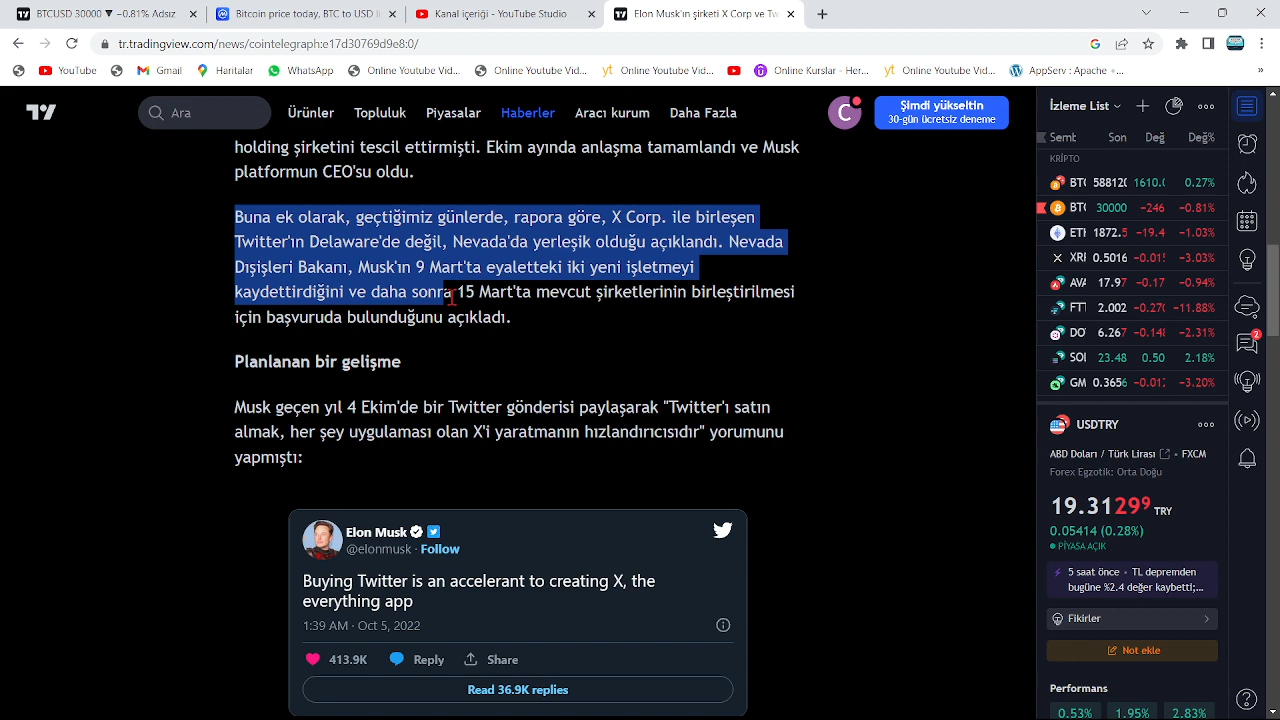 BTCUSD 30000 ▼ −0.81% Adsız
Bitcoin price today, BTC to USD li
Kanal içeriği - YouTube Studio
Elon Musk'ın şirketi X Corp ve Tw
tr.tradingview.com/news/cointelegraph:e17d30769d9e8:0/
YouTube
Gmail
Haritalar
WhatsApp
Online Youtube Vid...
Online Youtube Vid...
Online Youtube Vid...
Online Kurslar - Her...
Online Youtube Vid...
AppServ : Apache + ...
»
Ara
Ürünler
Topluluk
Piyasalar
Haberler
Aracı kurum
Daha Fazla
C
Şimdi yükseltin
30-gün ücretsiz deneme
holding şirketini tescil ettirmişti. Ekim ayında anlaşma tamamlandı ve Musk
platformun CEO'su oldu.
Buna ek olarak, geçtiğimiz günlerde, rapora göre, X Corp. ile birleşen
Twitter'ın Delaware'de değil, Nevada'da yerleşik olduğu açıklandı. Nevada
Dışişleri Bakanı, Musk'ın 9 Mart'ta eyaletteki iki yeni işletmeyi
kaydettirdiğini ve daha sonra 15 Mart'ta mevcut şirketlerinin birleştirilmesi
için başvuruda bulunduğunu açıkladı.
Planlanan bir gelişme
Musk geçen yıl 4 Ekim'de bir Twitter gönderisi paylaşarak "Twitter'ı satın
almak, her şey uygulaması olan X'i yaratmanın hızlandırıcısıdır" yorumunu
yapmıştı:
Elon Musk
@elonmusk · Follow
Buying Twitter is an accelerant to creating X, the
everything app
1:39 AM · Oct 5, 2022
413.9K Reply Share
Read 36.9K replies
İzleme List
Semb Son Değ Değ%
KRİPTO
BTC 588120 1610.0 0.27%
BTC 30000 −246 −0.81%
ETH 1872.5 −19.4 −1.03%
XRI 0.5016 −0.015 −3.03%
AVA 17.97 −0.17 −0.94%
FTT 2.002 −0.270 −11.88%
DO 6.267 −0.148 −2.31%
SOL 23.48 0.50 2.18%
GM 0.3656 −0.012 −3.20%
2
USDTRY
ABD Doları / Türk Lirası • FXCM
Forex Egzotik: Orta Doğu
19.31299 TRY
0.05414 (0.28%)
PİYASA AÇIK
5 saat önce • TL depremden
bugüne %2.4 değer kaybetti;...
Fikirler
Not ekle
Performans
0.53% 1.95% 2.83%